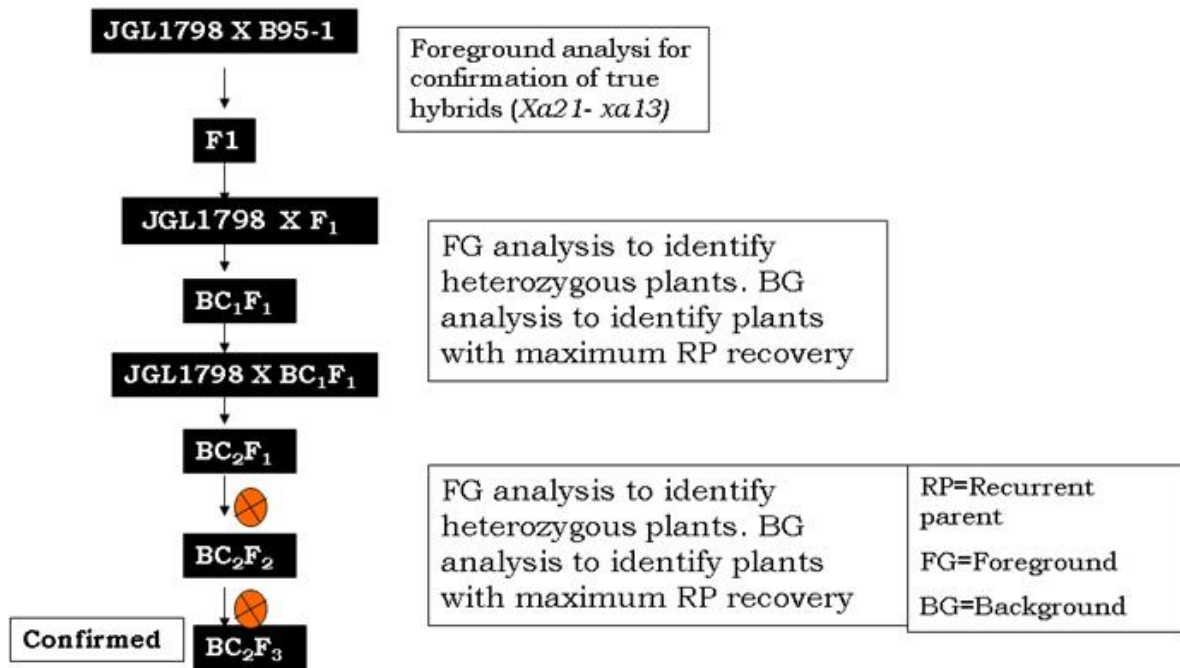 JGL1798 X B95-1
Foreground analysi for
confirmation of true
hybrids (Xa21- xa13)
F1
JGL1798 X F₁
FG analysis to identify
heterozygous plants. BG
analysis to identify plants
with maximum RP recovery
BC₁F₁
JGL1798 X BC₁F₁
BC₂F₁
FG analysis to identify
heterozygous plants. BG
analysis to identify plants
with maximum RP recovery
RP=Recurrent
parent
FG=Foreground
BG=Background
BC₂F₂
Confirmed
BC₂F₃